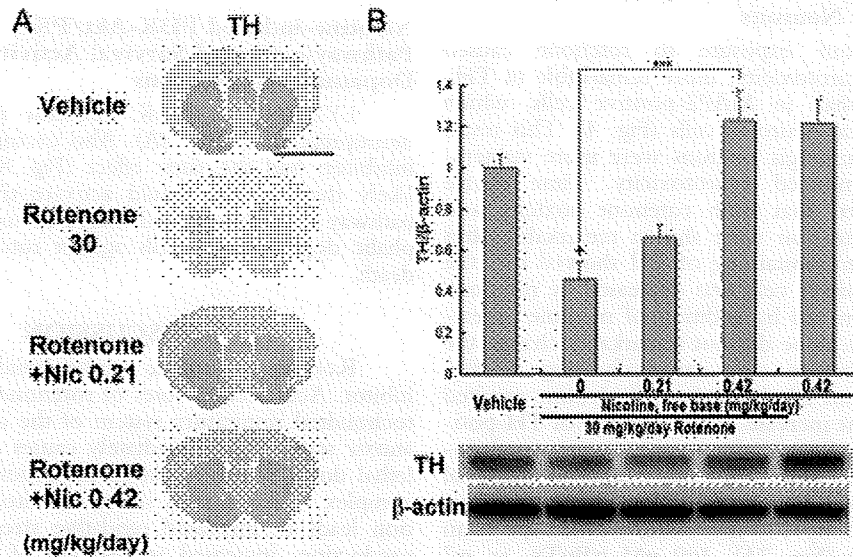 A
TH
Vehicle
Rotenone
30
Rotenone
+Nic 0.21
Rotenone
+Nic 0.42
(mg/kg/day)
B
***
TH/β-actin
1.4
1.2
1
0.8
0.6
0.4
0.2
0
+
Vehicle
0
0.21
0.42
0.42
Nicotine, free base (mg/kg/day)
30 mg/kg/day Rotenone
TH
β-actin